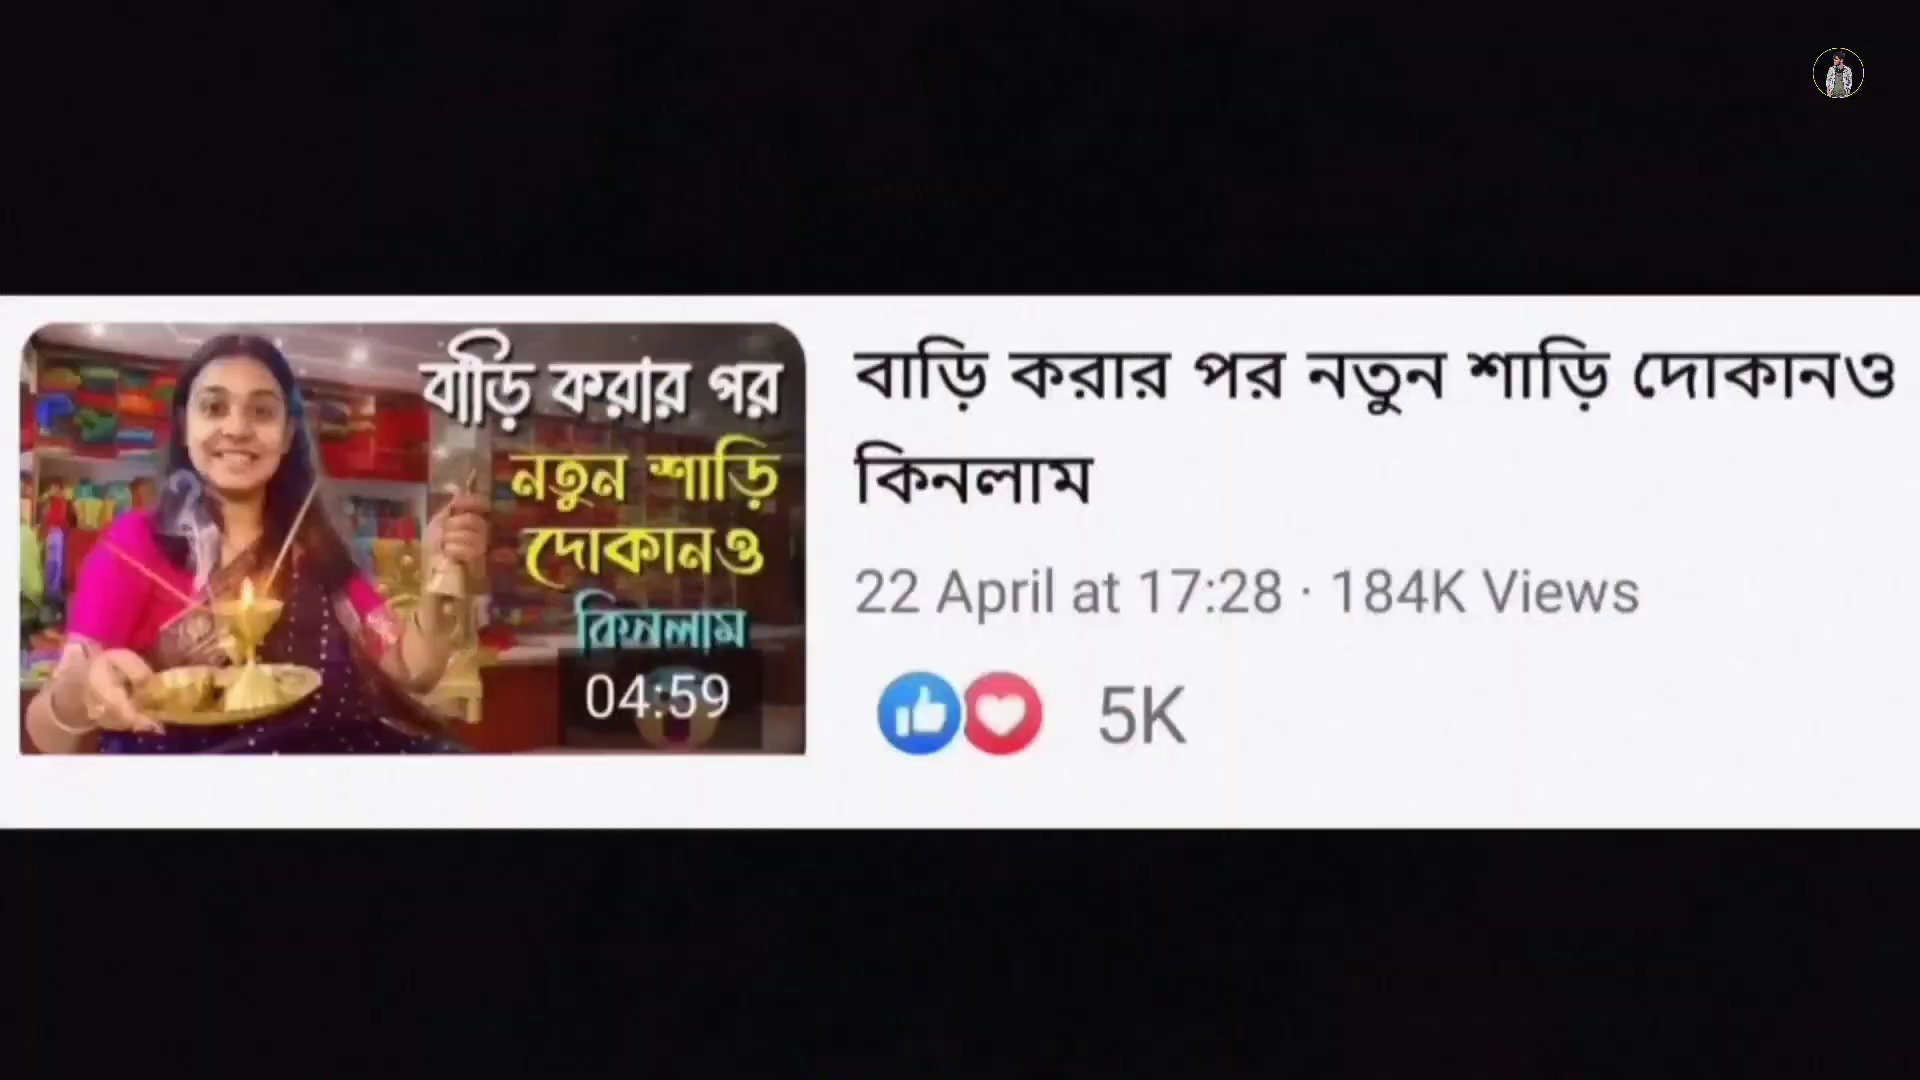 বাড়ি করার পর
নতুন শাড়ি
দোকানও
কিনলাম
04:59
বাড়ি করার পর নতুন শাড়ি দোকানও
কিনলাম
22 April at 17:28 · 184K Views
5K